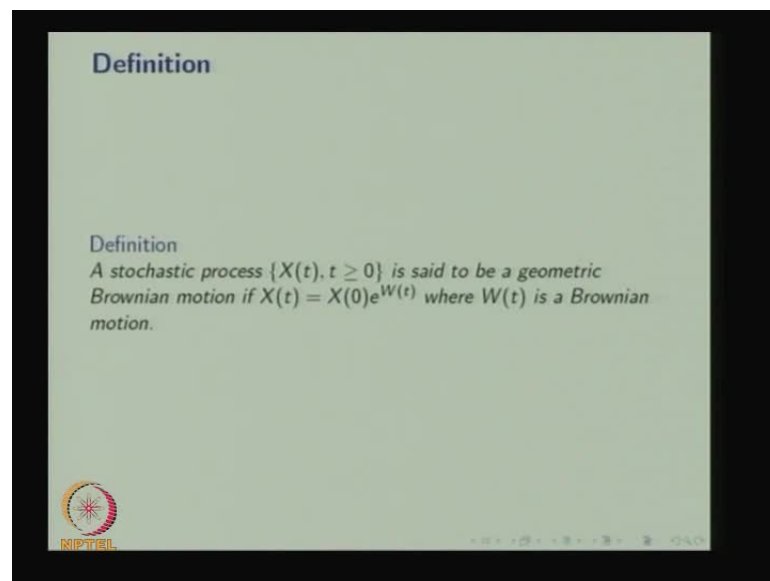 Definition
Definition
A stochastic process {X(t), t ≥ 0} is said to be a geometric
Brownian motion if X(t) = X(0)e^{W(t)} where W(t) is a Brownian
motion.
NPTEL